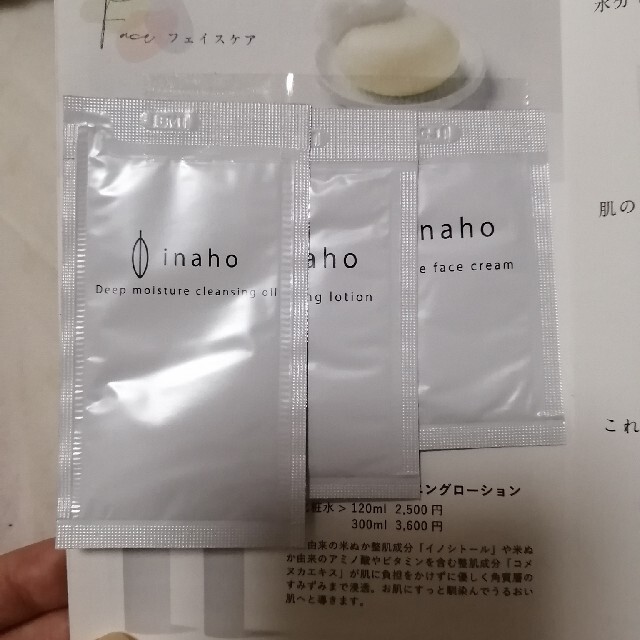 Face フェイスケア
水分
inaho
Deep moisture cleansing oil
aho
ng lotion
naho
e face cream
肌の
これ
ニングローション
粧水 > 120ml 2,500円
300ml 3,600円
由来の米ぬか整肌成分「イノシトール」や米ぬ
か由来のアミノ酸やビタミンを含む整肌成分「コメ
ヌカエキス」が肌に負担をかけずに優しく角質層の
すみずみまで浸透。お肌にすっと馴染んでうるおい
肌へと導きます。